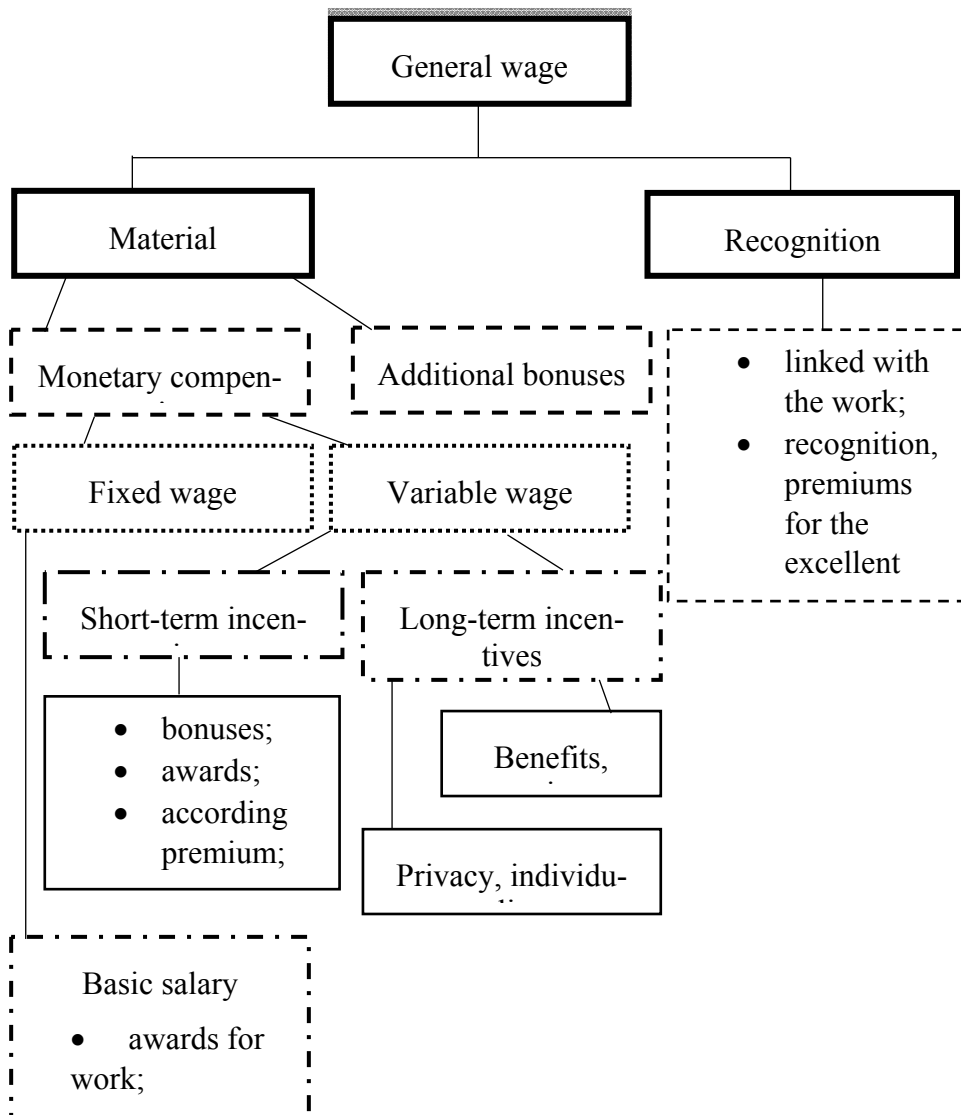 General wage
Material
Recognition
Monetary compen-
Additional bonuses
• linked with
the work;
• recognition,
premiums
for the
excellent
Fixed wage
Variable wage
Short-term incen-
Long-term incen-
tives
• bonuses;
• awards;
• according
premium;
Benefits,
Privacy, individu-
Basic salary
• awards for
work;